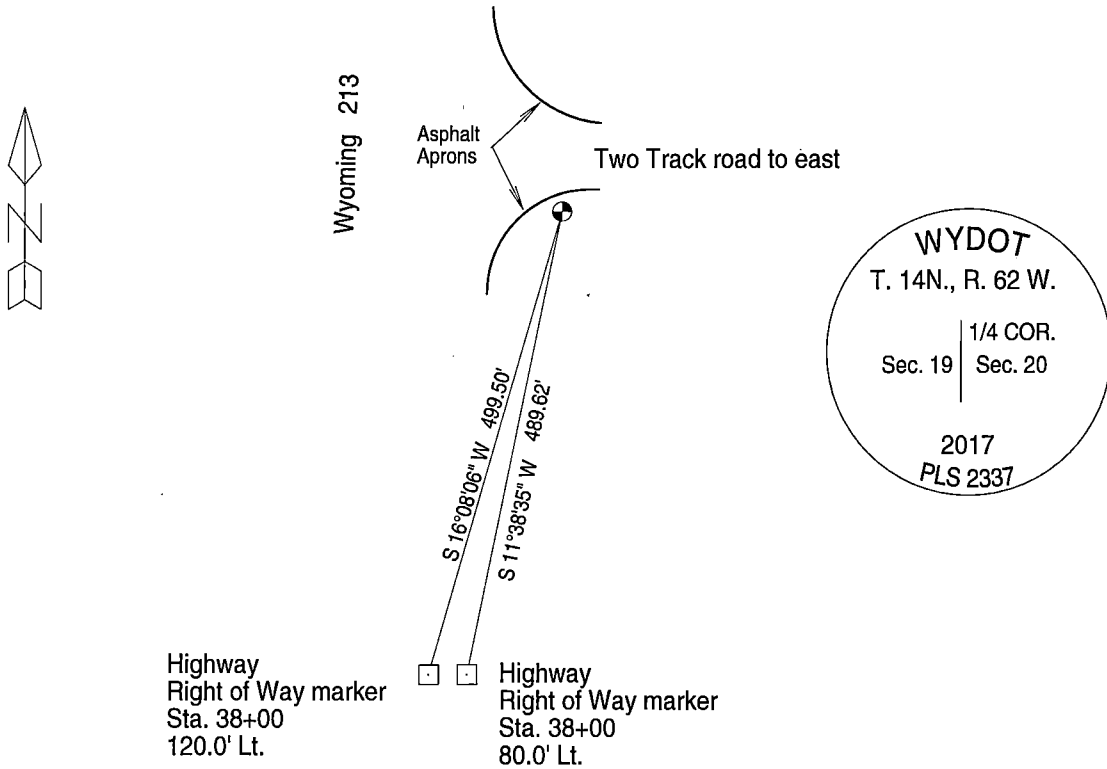 Wyoming 213
Asphalt
Aprons
Two Track road to east
N
WYDOT
T. 14N., R. 62 W.
1/4 COR.
Sec. 19 Sec. 20
2017
PLS 2337
S 16°08'06" W 499.50'
S 11°38'35" W 489.62'
Highway
Right of Way marker
Sta. 38+00
120.0' Lt.
Highway
Right of Way marker
Sta. 38+00
80.0' Lt.